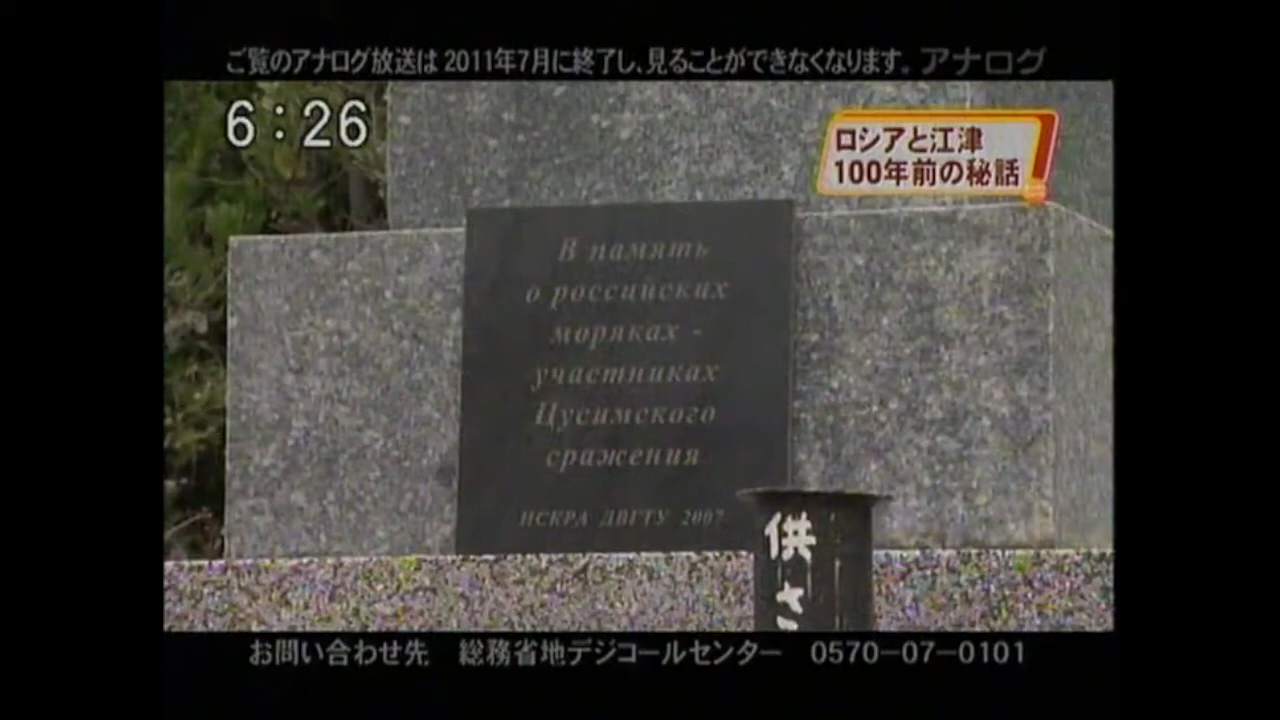 ご覧のアナログ放送は 2011年7月に終了し、見ることができなくなります。 アナログ
6:26
ロシアと江津
100年前の秘話
В память
о российских
моряках -
участниках
Цусимского
сражения
ИСКРА ДВГТУ 2007
供
さ
お問い合わせ先 総務省地デジコールセンター 0570-07-0101